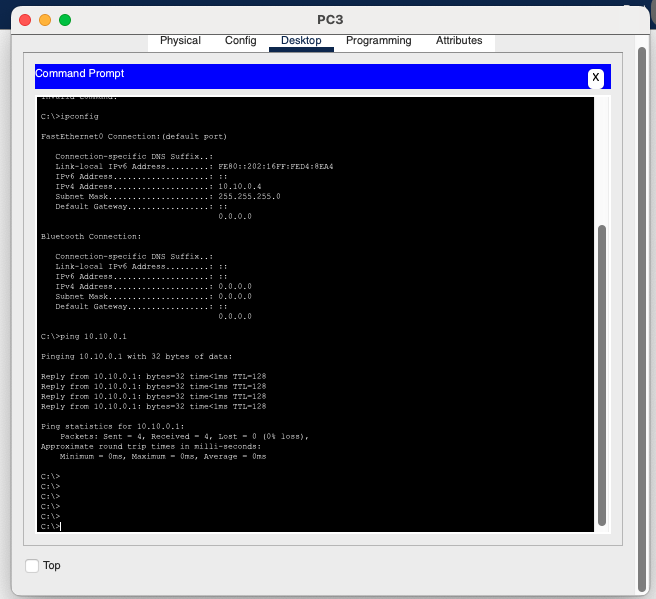 PC3
Physical Config Desktop Programming Attributes
Command Prompt
X
Invalid Command.
C:\>ipconfig
FastEthernet0 Connection:(default port)
Connection-specific DNS Suffix..:
Link-local IPv6 Address.........: FE80::202:16FF:FED4:8EA4
IPv6 Address....................: ::
IPv4 Address....................: 10.10.0.4
Subnet Mask.....................: 255.255.255.0
Default Gateway.................: ::
0.0.0.0
Bluetooth Connection:
Connection-specific DNS Suffix..:
Link-local IPv6 Address.........: ::
IPv6 Address....................: ::
IPv4 Address....................: 0.0.0.0
Subnet Mask.....................: 0.0.0.0
Default Gateway.................: ::
0.0.0.0
C:\>ping 10.10.0.1
Pinging 10.10.0.1 with 32 bytes of data:
Reply from 10.10.0.1: bytes=32 time<1ms TTL=128
Reply from 10.10.0.1: bytes=32 time<1ms TTL=128
Reply from 10.10.0.1: bytes=32 time<1ms TTL=128
Reply from 10.10.0.1: bytes=32 time<1ms TTL=128
Ping statistics for 10.10.0.1:
Packets: Sent = 4, Received = 4, Lost = 0 (0% loss),
Approximate round trip times in milli-seconds:
Minimum = 0ms, Maximum = 0ms, Average = 0ms
C:\>
C:\>
C:\>
C:\>
C:\>
C:\>
Top